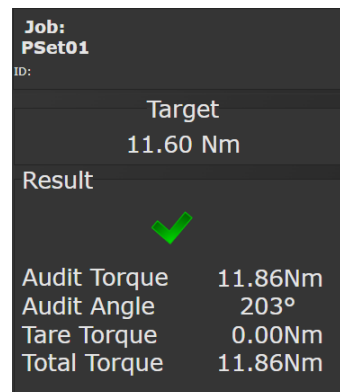 Job:
PSet01
ID:
Target
11.60 Nm
Result
Audit Torque 11.86Nm
Audit Angle 203°
Tare Torque 0.00Nm
Total Torque 11.86Nm